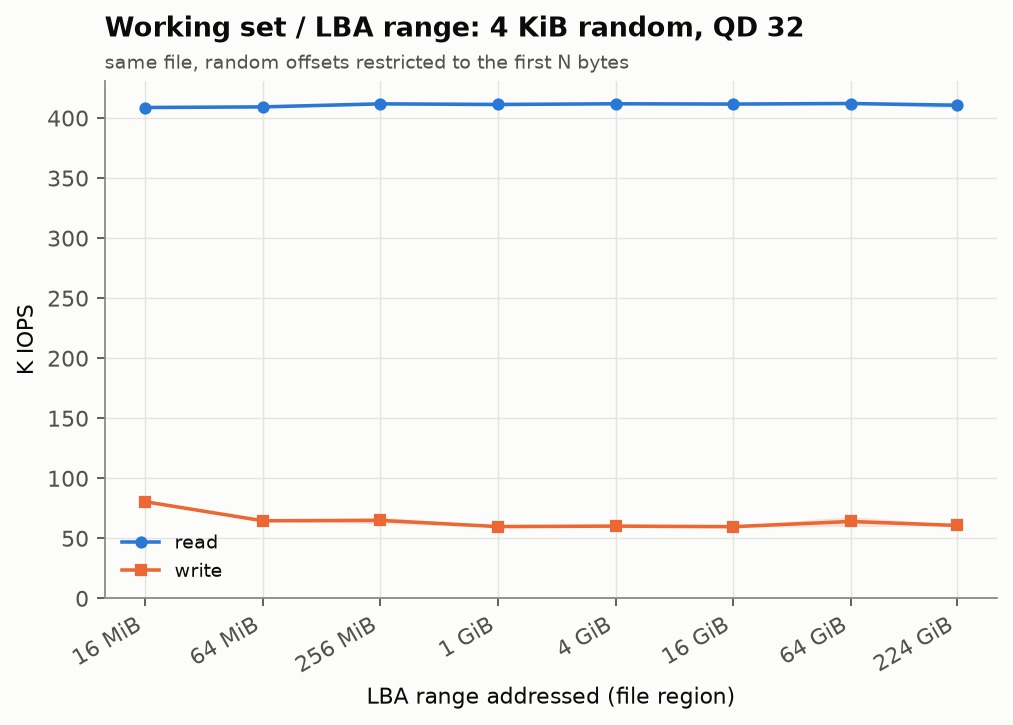 Working set / LBA range: 4 KiB random, QD 32
same file, random offsets restricted to the first N bytes
K IOPS
400
350
300
250
200
150
100
50
0
read
write
16 MiB
64 MiB
256 MiB
1 GiB
4 GiB
16 GiB
64 GiB
224 GiB
LBA range addressed (file region)